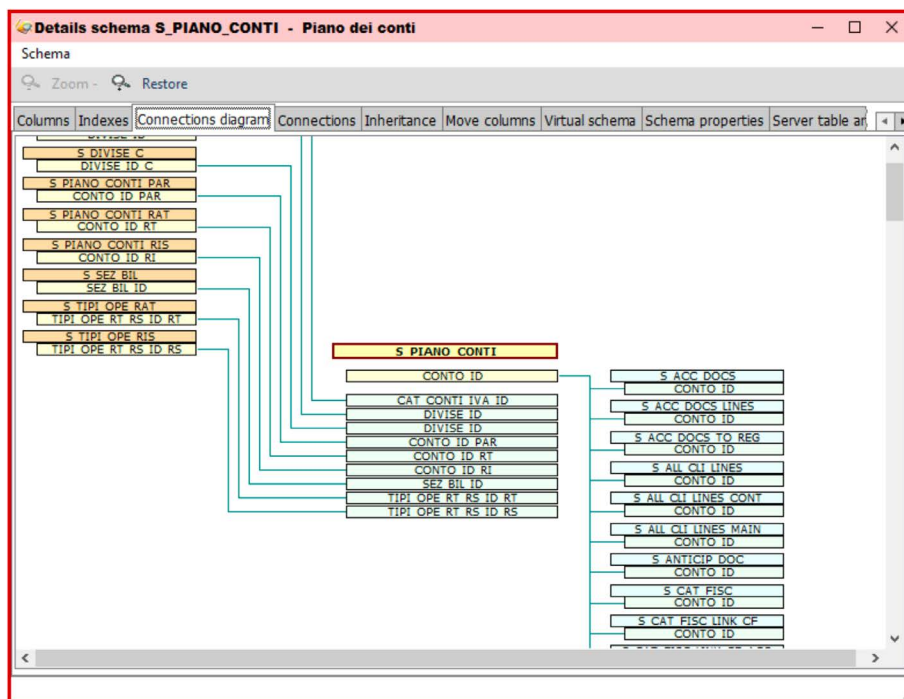 Details schema S_PIANO_CONTI - Piano dei conti
Schema
Zoom - Restore
Columns Indexes Connections diagram Connections Inheritance Move columns Virtual schema Schema properties Server table ar
S DIVISE C
DIVISE ID C
S PIANO CONTI PAR
CONTO ID PAR
S PIANO CONTI RAT
CONTO ID RT
S PIANO CONTI RIS
CONTO ID RI
S SEZ BIL
SEZ BIL ID
S TIPI OPE RAT
TIPI OPE RT RS ID RT
S TIPI OPE RIS
TIPI OPE RT RS ID RS
S PIANO CONTI
CONTO ID
CAT CONTI IVA ID
DIVISE ID
DIVISE ID
CONTO ID PAR
CONTO ID RT
CONTO ID RI
SEZ BIL ID
TIPI OPE RT RS ID RT
TIPI OPE RT RS ID RS
S ACC DOCS
CONTO ID
S ACC DOCS LINES
CONTO ID
S ACC DOCS TO REG
CONTO ID
S ALL CLI LINES
CONTO ID
S ALL CLI LINES CONT
CONTO ID
S ALL CLI LINES MAIN
CONTO ID
S ANTICIP DOC
CONTO ID
S CAT FISC
CONTO ID
S CAT FISC LINK CF
CONTO ID